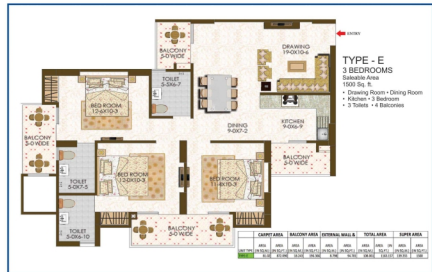 BALCONY
5-0 WIDE
DRAWING
19-0X10-6
ENTRY
TYPE - E
3 BEDROOMS
Saleable Area
1500 Sq. ft.
• Drawing Room • Dining Room
• Kitchen • 3 Bedroom
• 3 Toilets • 4 Balconies
TOILET
5-5X6-7
BED ROOM
12-6X10-3
DINING
9-0X7-2
KITCHEN
9-0X6-9
BALCONY
5-0 WIDE
BALCONY
5-0 WIDE
TOILET
5-0X7-5
BED ROOM
12-0X10-3
BED ROOM
11-4X10-3
TOILET
5-0X6-10
BALCONY
5-0 WIDE
CARPET AREA
BALCONY AREA
EXTERNAL WALL &
TOTAL AREA
SUPER AREA
UNIT TYPE